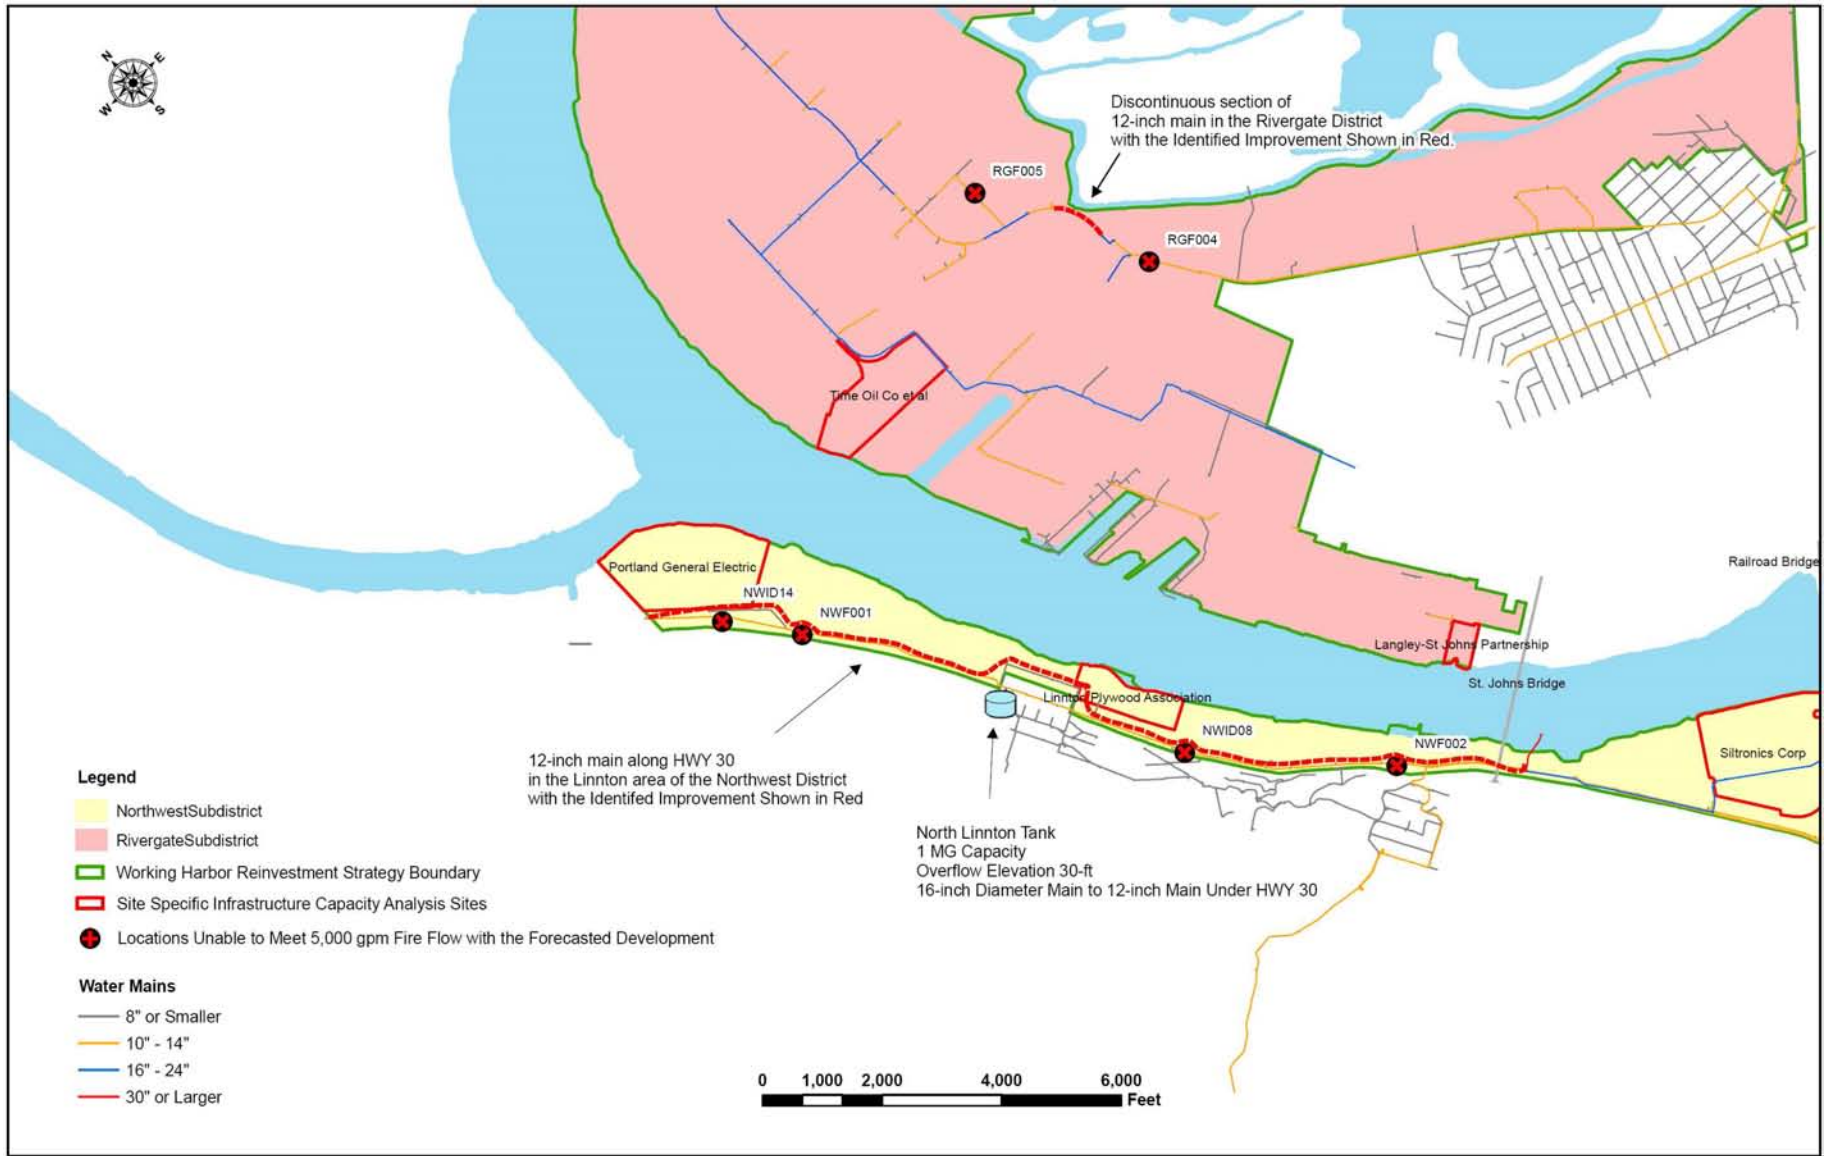 N
E
W
S
Discontinuous section of
12-inch main in the Rivergate District
with the Identified Improvement Shown in Red.
RGF005
RGF004
Time Oil Co et al
Railroad Bridge
Portland General Electric
NWID14
NWF001
Langley-St Johns Partnership
St. Johns Bridge
Linnton Plywood Association
NWID08
NWF002
Siltronics Corp
12-inch main along HWY 30
in the Linnton area of the Northwest District
with the Identifed Improvement Shown in Red
North Linnton Tank
1 MG Capacity
Overflow Elevation 30-ft
16-inch Diameter Main to 12-inch Main Under HWY 30
Legend
NorthwestSubdistrict
RivergateSubdistrict
Working Harbor Reinvestment Strategy Boundary
Site Specific Infrastructure Capacity Analysis Sites
Locations Unable to Meet 5,000 gpm Fire Flow with the Forecasted Development
Water Mains
8" or Smaller
10" - 14"
16" - 24"
30" or Larger
0 1,000 2,000 4,000 6,000
Feet